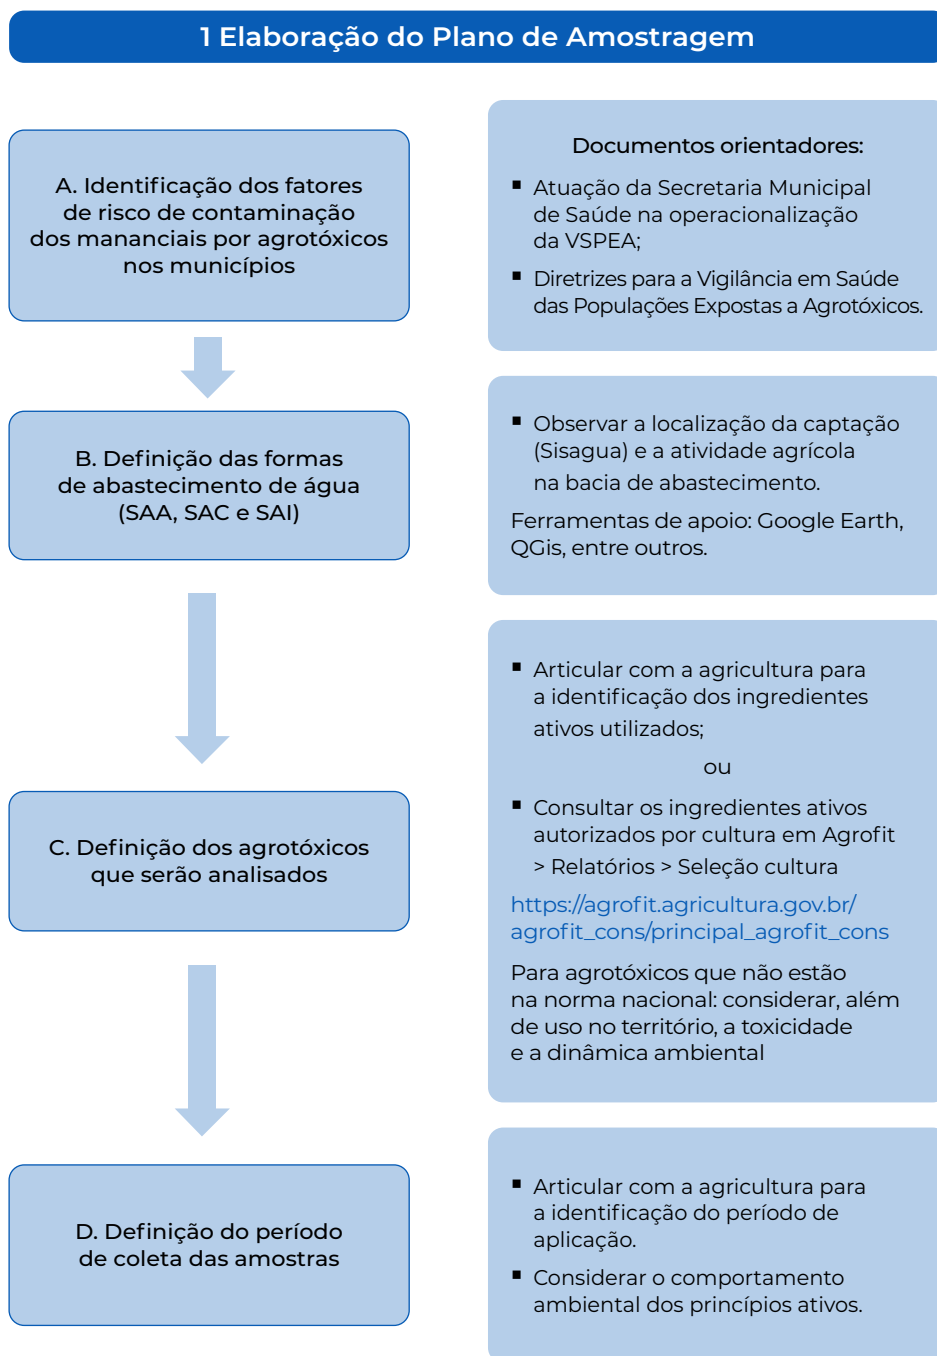 1 Elaboração do Plano de Amostragem
A. Identificação dos fatores
de risco de contaminação
dos mananciais por agrotóxicos
nos municípios
Documentos orientadores:
▪ Atuação da Secretaria Municipal
de Saúde na operacionalização
da VSPEA;
▪ Diretrizes para a Vigilância em Saúde
das Populações Expostas a Agrotóxicos.
B. Definição das formas
de abastecimento de água
(SAA, SAC e SAI)
▪ Observar a localização da captação
(Sisagua) e a atividade agrícola
na bacia de abastecimento.
Ferramentas de apoio: Google Earth,
QGis, entre outros.
C. Definição dos agrotóxicos
que serão analisados
▪ Articular com a agricultura para
a identificação dos ingredientes
ativos utilizados;
ou
▪ Consultar os ingredientes ativos
autorizados por cultura em Agrofit
> Relatórios > Seleção cultura
https://agrofit.agricultura.gov.br/
agrofit_cons/principal_agrofit_cons
Para agrotóxicos que não estão
na norma nacional: considerar, além
de uso no território, a toxicidade
e a dinâmica ambiental
D. Definição do período
de coleta das amostras
▪ Articular com a agricultura para
a identificação do período de
aplicação.
▪ Considerar o comportamento
ambiental dos princípios ativos.